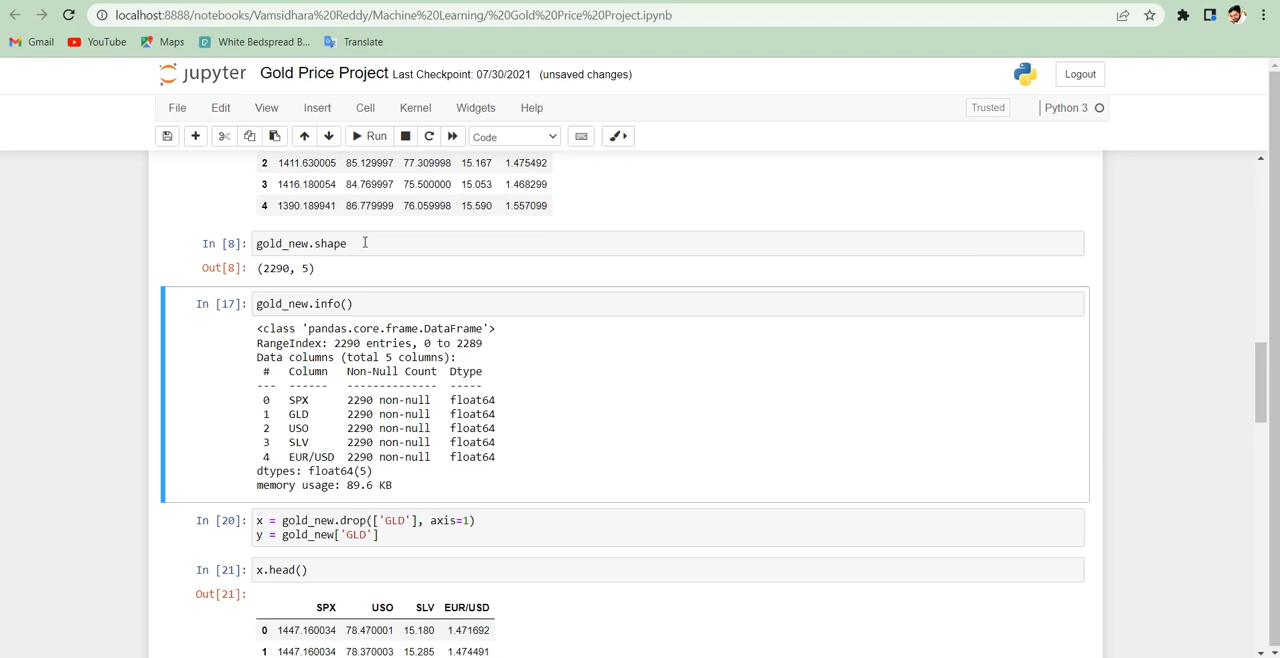 localhost:8888/notebooks/Vamsidhara%20Reddy/Machine%20Learning/%20Gold%20Price%20Project.ipynb
Gmail YouTube Maps White Bedspread B... Translate
jupyter Gold Price Project Last Checkpoint: 07/30/2021 (unsaved changes) Logout
File Edit View Insert Cell Kernel Widgets Help Trusted Python 3
Run Code
2 1411.630005 85.129997 77.309998 15.167 1.475492
3 1416.180054 84.769997 75.500000 15.053 1.468299
4 1390.189941 86.779999 76.059998 15.590 1.557099
In [8]: gold_new.shape
Out[8]: (2290, 5)
In [17]: gold_new.info()
<class 'pandas.core.frame.DataFrame'>
RangeIndex: 2290 entries, 0 to 2289
Data columns (total 5 columns):
# Column Non-Null Count Dtype
--- ------ -------------- -----
0 SPX 2290 non-null float64
1 GLD 2290 non-null float64
2 USO 2290 non-null float64
3 SLV 2290 non-null float64
4 EUR/USD 2290 non-null float64
dtypes: float64(5)
memory usage: 89.6 KB
In [20]: x = gold_new.drop(['GLD'], axis=1)
y = gold_new['GLD']
In [21]: x.head()
Out[21]:
SPX USO SLV EUR/USD
0 1447.160034 78.470001 15.180 1.471692
1 1447.160034 78.370003 15.285 1.474491